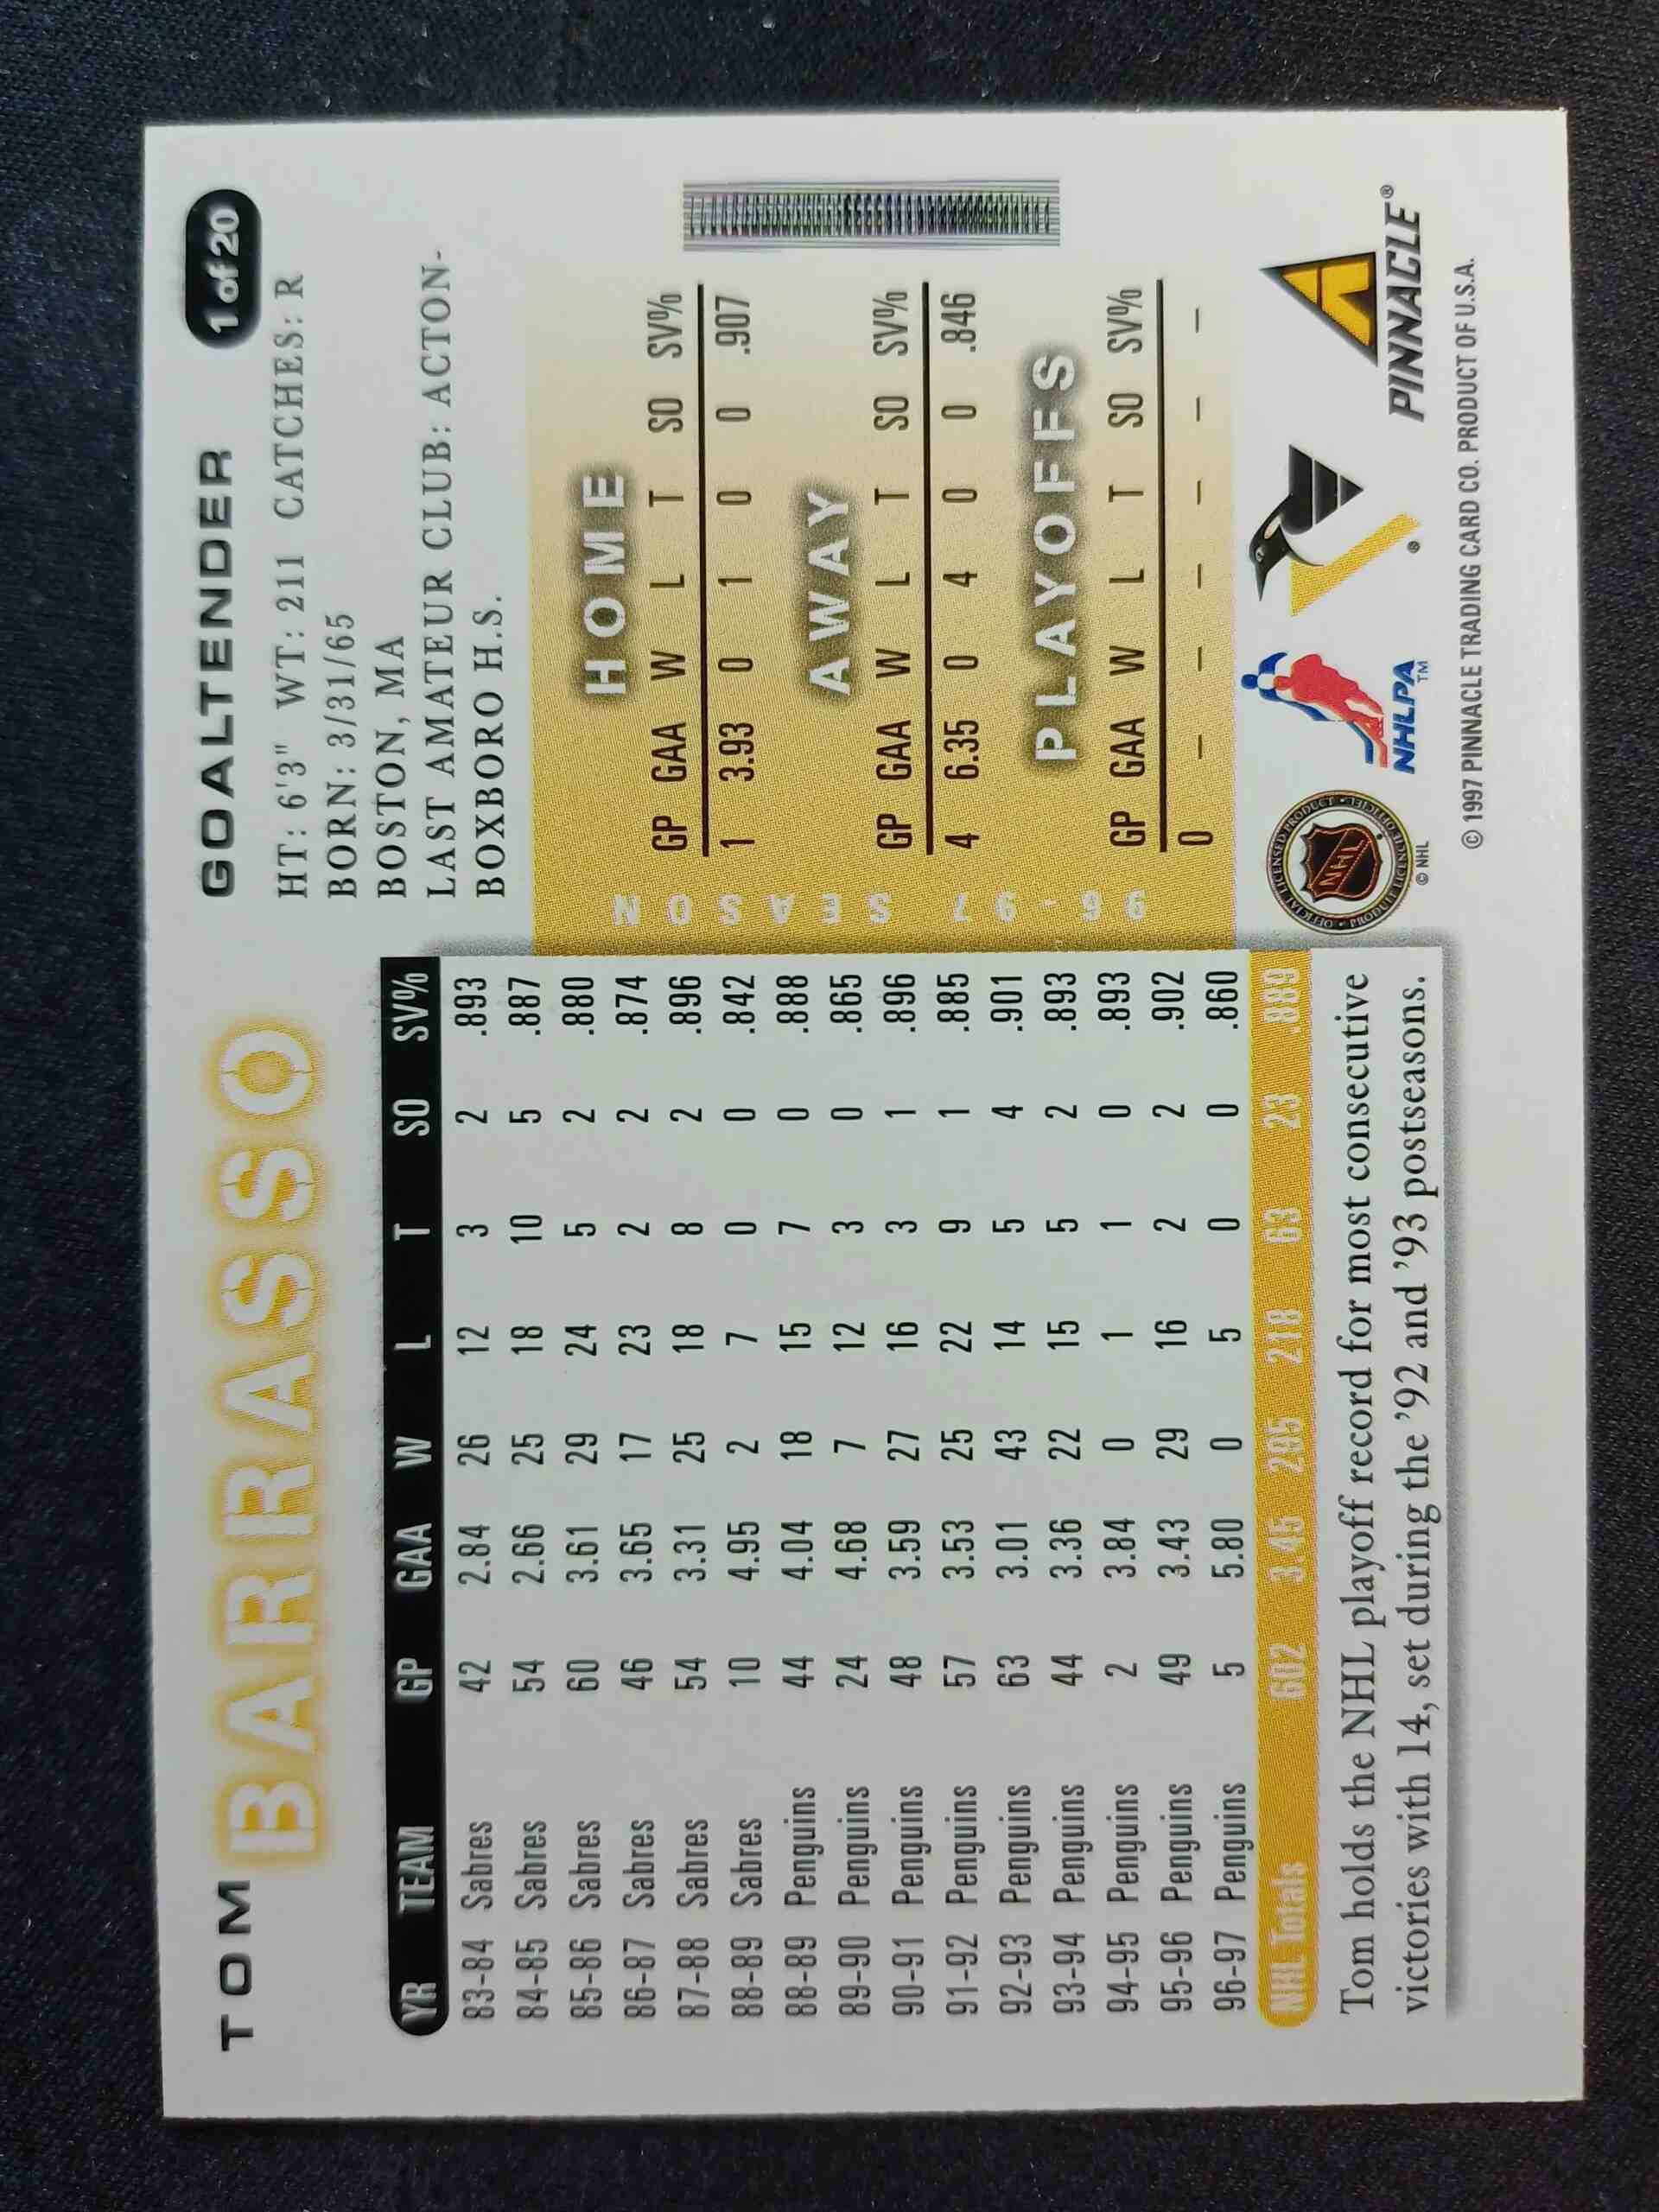 TOM BARRASSO
GOALTENDER
1 of 20
HT: 6'3" WT: 211 CATCHES: R
BORN: 3/31/65
BOSTON, MA
LAST AMATEUR CLUB: ACTON-
BOXBORO H.S.
YR TEAM GP GAA W L T SO SV%
83-84 Sabres 42 2.84 26 12 3 2 .893
84-85 Sabres 54 2.66 25 18 10 5 .887
85-86 Sabres 60 3.61 29 24 5 2 .880
86-87 Sabres 46 3.65 17 23 2 2 .874
87-88 Sabres 54 3.31 25 18 8 2 .896
88-89 Sabres 10 4.95 2 7 0 0 .842
88-89 Penguins 44 4.04 18 15 7 0 .888
89-90 Penguins 24 4.68 7 12 3 0 .865
90-91 Penguins 48 3.59 27 16 3 1 .896
91-92 Penguins 57 3.53 25 22 9 1 .885
92-93 Penguins 63 3.01 43 14 5 4 .901
93-94 Penguins 44 3.36 22 15 5 2 .893
94-95 Penguins 2 3.84 0 1 1 0 .893
95-96 Penguins 49 3.43 29 16 2 2 .902
96-97 Penguins 5 5.80 0 5 0 0 .860
NHL Totals 602 3.45 295 218 63 23 .889
Tom holds the NHL playoff record for most consecutive
victories with 14, set during the '92 and '93 postseasons.
96-97 SEASON
HOME
GP GAA W L T SO SV%
1 3.93 0 1 0 0 .907
AWAY
GP GAA W L T SO SV%
4 6.35 0 4 0 0 .846
PLAYOFFS
GP GAA W L T SO SV%
0 – – – – – –
OFFICIAL LICENSED PRODUCT
NHL
© NHL
NHLPA™
®
PINNACLE®
© 1997 PINNACLE TRADING CARD CO. PRODUCT OF U.S.A.